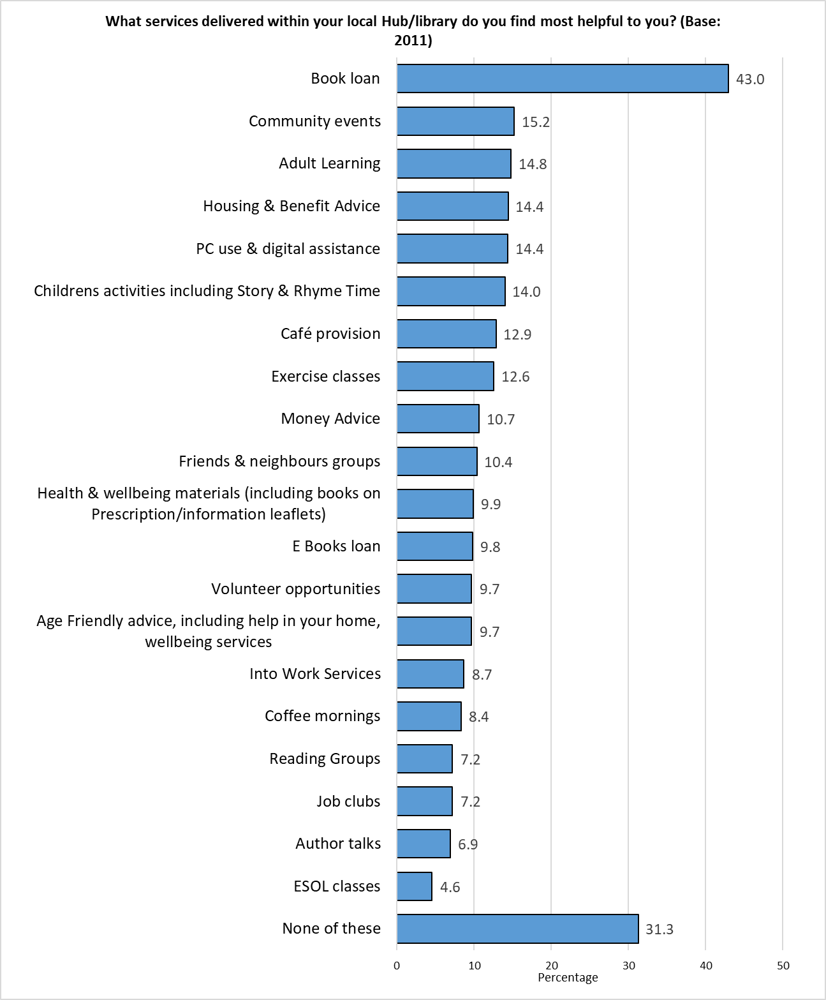 What services delivered within your local Hub/library do you find most helpful to you? (Base:
2011)
Book loan 43.0
Community events 15.2
Adult Learning 14.8
Housing & Benefit Advice 14.4
PC use & digital assistance 14.4
Childrens activities including Story & Rhyme Time 14.0
Café provision 12.9
Exercise classes 12.6
Money Advice 10.7
Friends & neighbours groups 10.4
Health & wellbeing materials (including books on
Prescription/information leaflets) 9.9
E Books loan 9.8
Volunteer opportunities 9.7
Age Friendly advice, including help in your home,
wellbeing services 9.7
Into Work Services 8.7
Coffee mornings 8.4
Reading Groups 7.2
Job clubs 7.2
Author talks 6.9
ESOL classes 4.6
None of these 31.3
0 10 20 30 40 50
Percentage